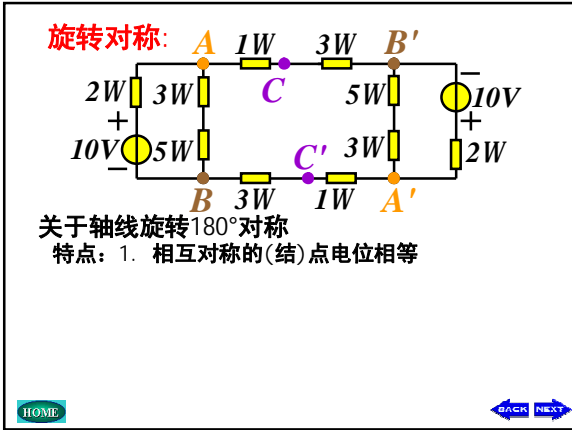 旋转对称:
A 1W 3W B'
C
2W 3W 5W − 10V
+ +
10V 5W C' 3W 2W
−
B 3W 1W A'
关于轴线旋转180°对称
特点：1. 相互对称的(结)点电位相等
HOME BACK NEXT